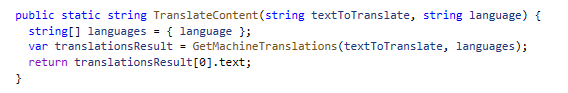 public static string TranslateContent(string textToTranslate, string language) {
  string[] languages = { language };
  var translationsResult = GetMachineTranslations(textToTranslate, languages);
  return translationsResult[0].text;
}